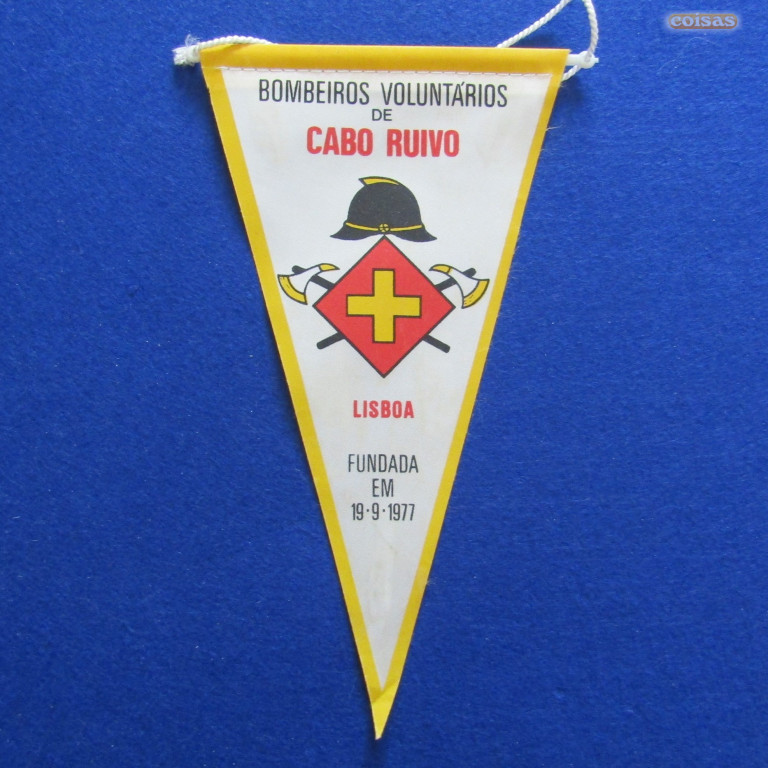 coisas
BOMBEIROS VOLUNTÁRIOS
DE
CABO RUIVO
LISBOA
FUNDADA
EM
19·9·1977